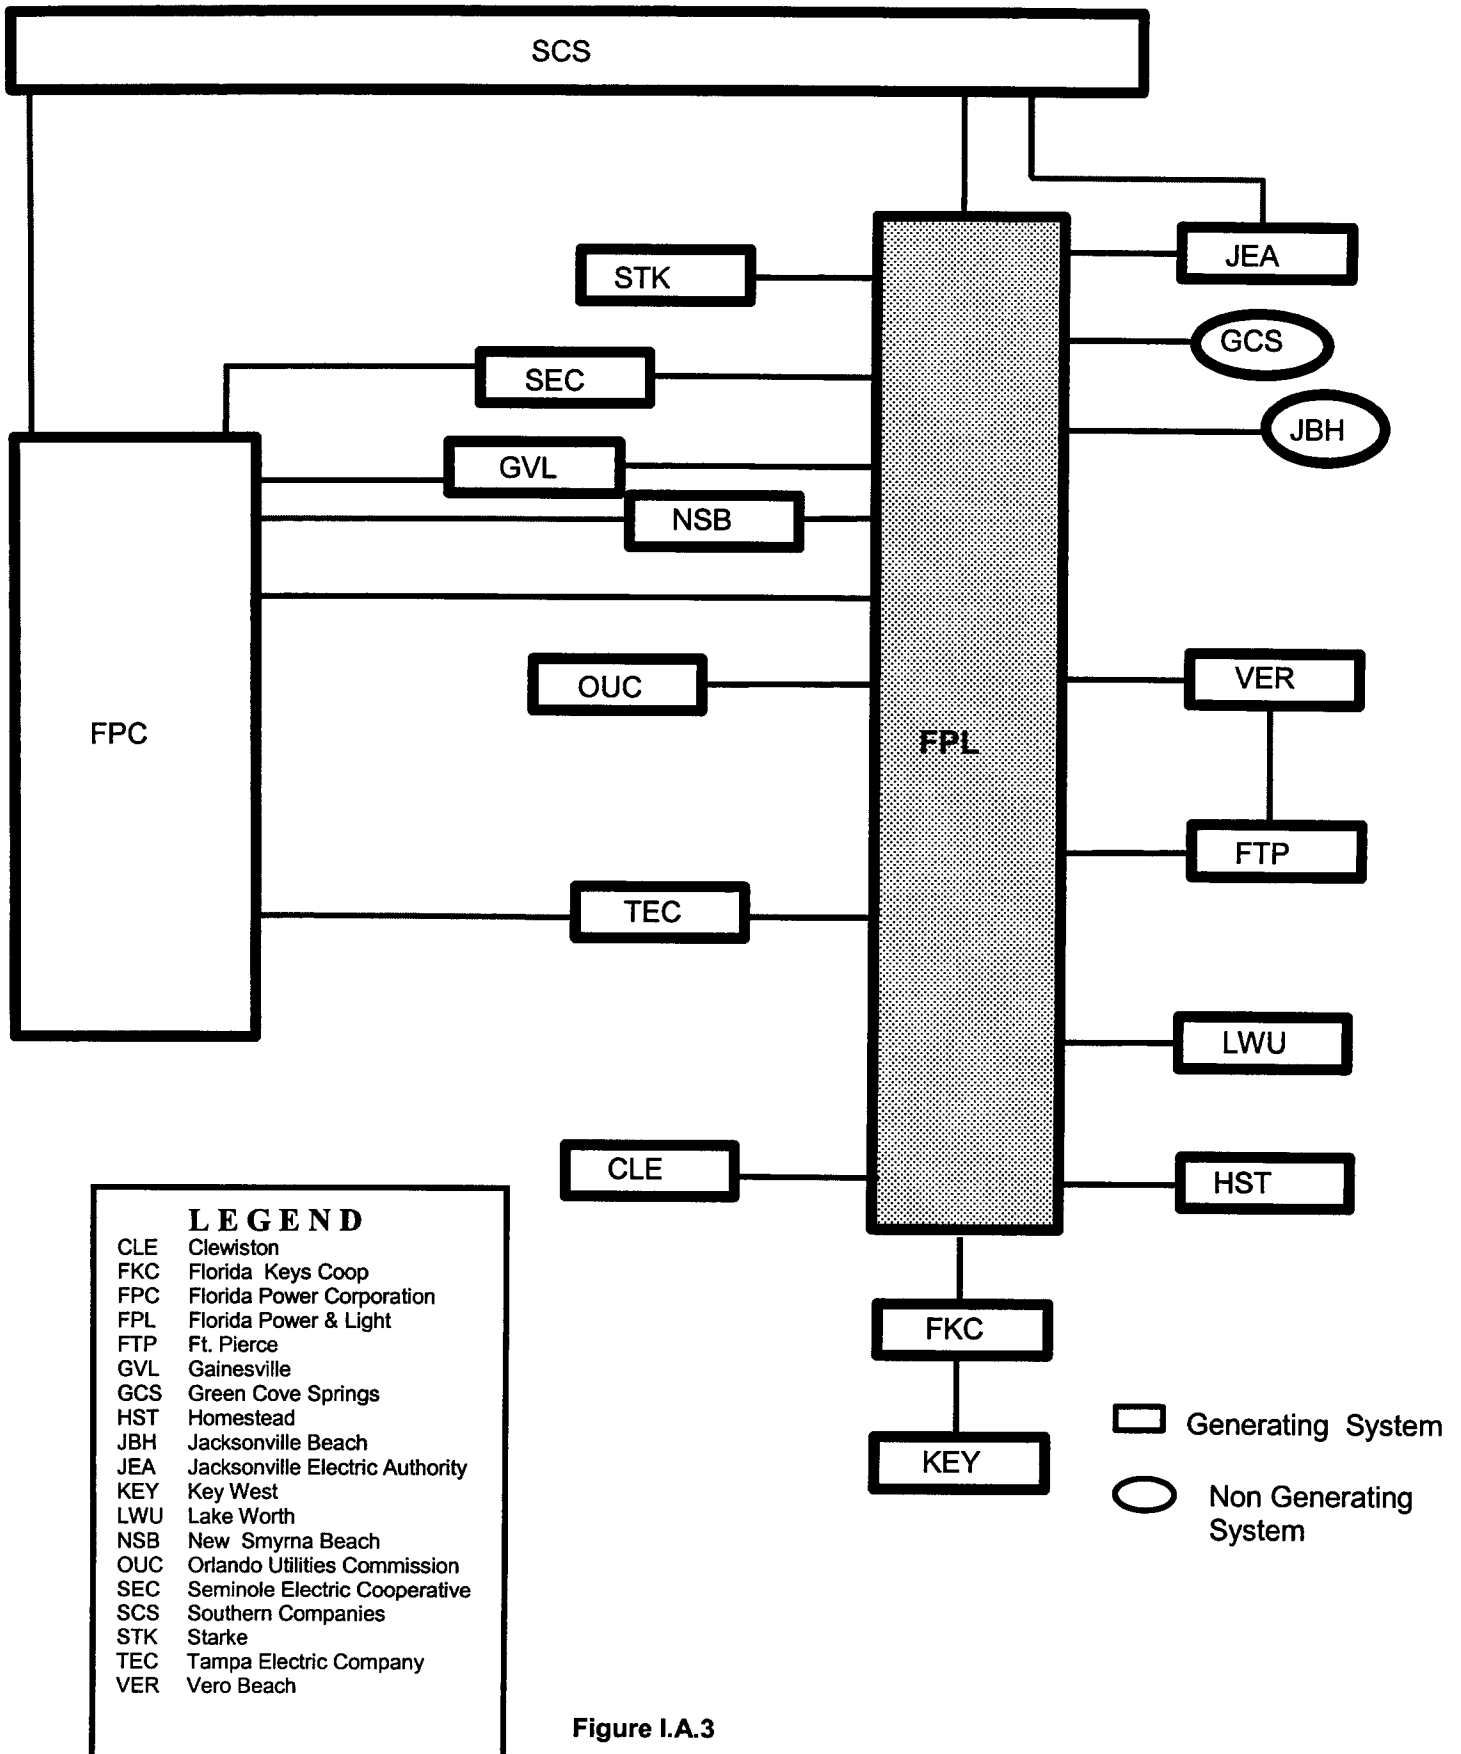 SCS
STK
JEA
GCS
SEC
JBH
GVL
NSB
OUC
VER
FPC
FPL
FTP
TEC
LWU
CLE
HST
LEGEND
CLE Clewiston
FKC Florida Keys Coop
FPC Florida Power Corporation
FPL Florida Power & Light
FTP Ft. Pierce
GVL Gainesville
GCS Green Cove Springs
HST Homestead
JBH Jacksonville Beach
JEA Jacksonville Electric Authority
KEY Key West
LWU Lake Worth
NSB New Smyrna Beach
OUC Orlando Utilities Commission
SEC Seminole Electric Cooperative
SCS Southern Companies
STK Starke
TEC Tampa Electric Company
VER Vero Beach
FKC
KEY
Generating System
Non Generating
System
Figure I.A.3